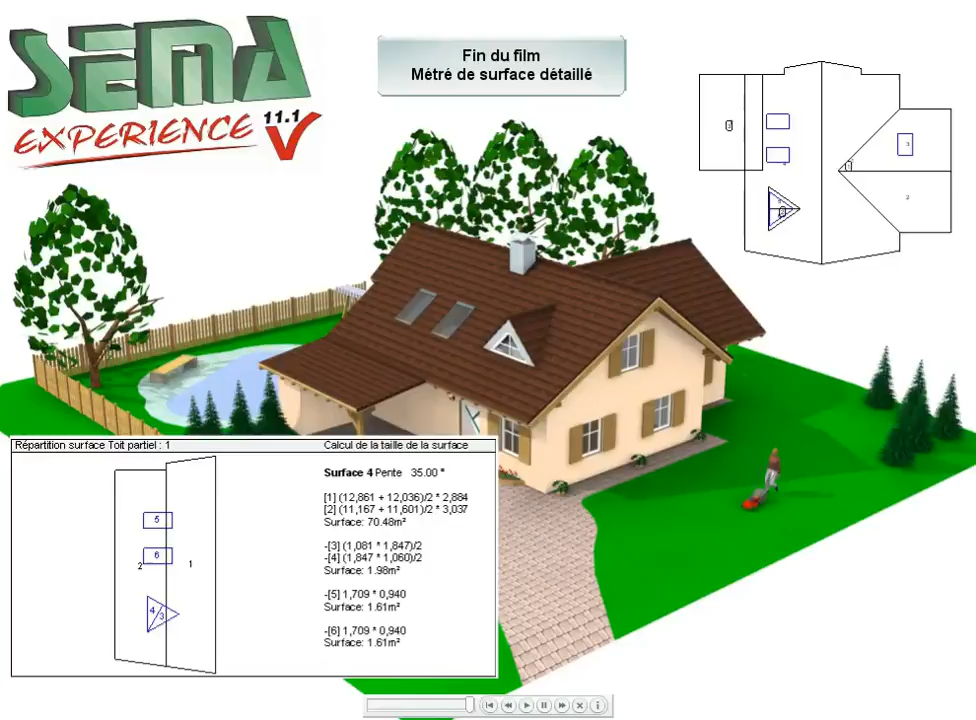 SEMA
EXPERIENCE 11.1
Fin du film
Métré de surface détaillé
1
2
3
2
Répartition surface Toit partiel : 1
Calcul de la taille de la surface
Surface 4 Pente 35.00 °
[1] (12,861 + 12,036)/2 * 2,884
[2] (11,167 + 11,601)/2 * 3,037
Surface: 70.48m²
-[3] (1,081 * 1,847)/2
-[4] (1,847 * 1,060)/2
Surface: 1.98m²
-[5] 1,709 * 0,940
Surface: 1.61m²
-[6] 1,709 * 0,940
Surface: 1.61m²
5
6
2
1
4
3